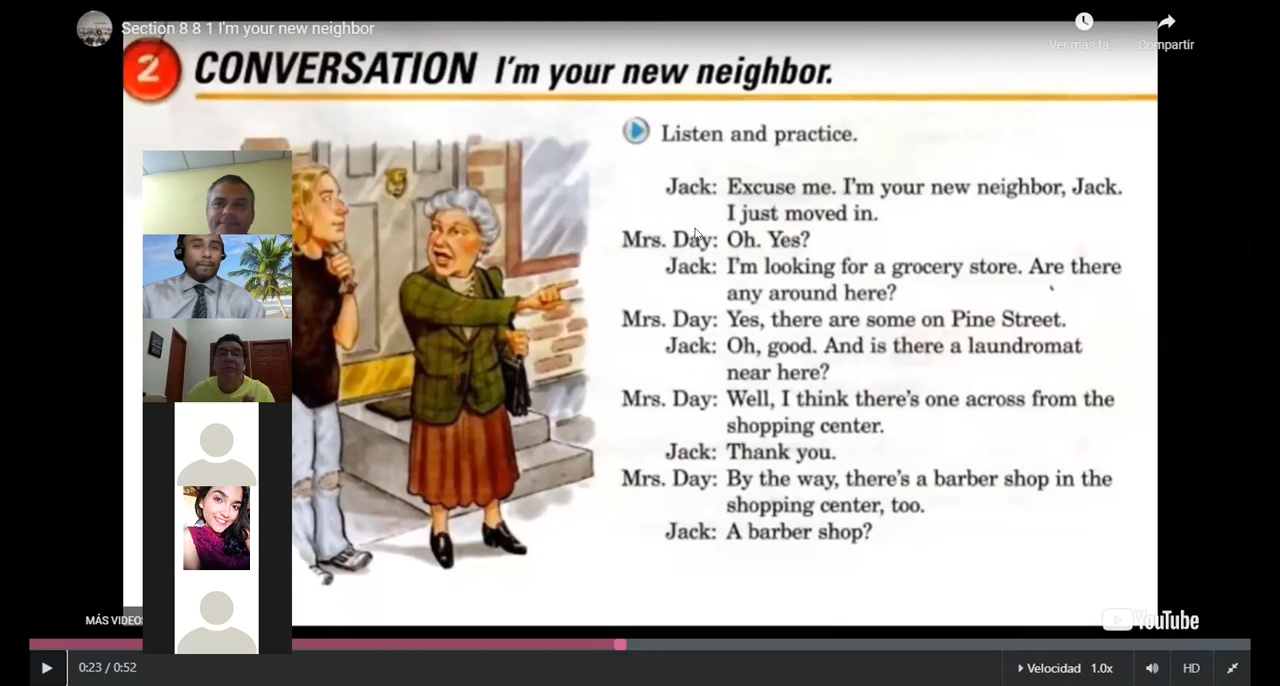 Section 8 8 1 I'm your new neighbor
Ver más ta...
Compartir
2 CONVERSATION I'm your new neighbor.
Listen and practice.
Jack: Excuse me. I'm your new neighbor, Jack.
I just moved in.
Mrs. Day: Oh. Yes?
Jack: I'm looking for a grocery store. Are there
any around here?
Mrs. Day: Yes, there are some on Pine Street.
Jack: Oh, good. And is there a laundromat
near here?
Mrs. Day: Well, I think there's one across from the
shopping center.
Jack: Thank you.
Mrs. Day: By the way, there's a barber shop in the
shopping center, too.
Jack: A barber shop?
MÁS VIDEOS
YouTube
0:23 / 0:52
Velocidad 1.0x
HD